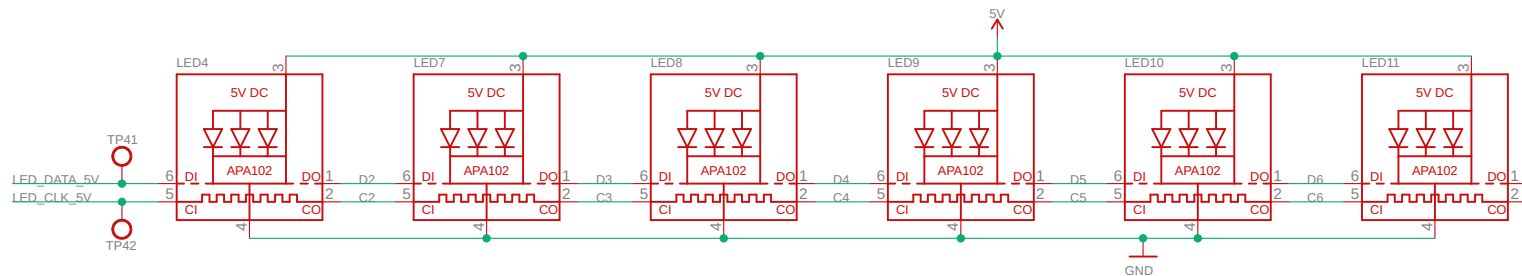 5V
LED4 3 LED7 3 LED8 3 LED9 3 LED10 3 LED11 3
5V DC 5V DC 5V DC 5V DC 5V DC 5V DC
TP41
APA102 APA102 APA102 APA102 APA102 APA102
LED_DATA_5V 6 DI DO 1 D2 6 DI DO 1 D3 6 DI DO 1 D4 6 DI DO 1 D5 6 DI DO 1 D6 6 DI DO 1
LED_CLK_5V 5 CI CO 2 C2 5 CI CO 2 C3 5 CI CO 2 C4 5 CI CO 2 C5 5 CI CO 2 C6 5 CI CO 2
4 4 4 4 4 4
TP42
GND